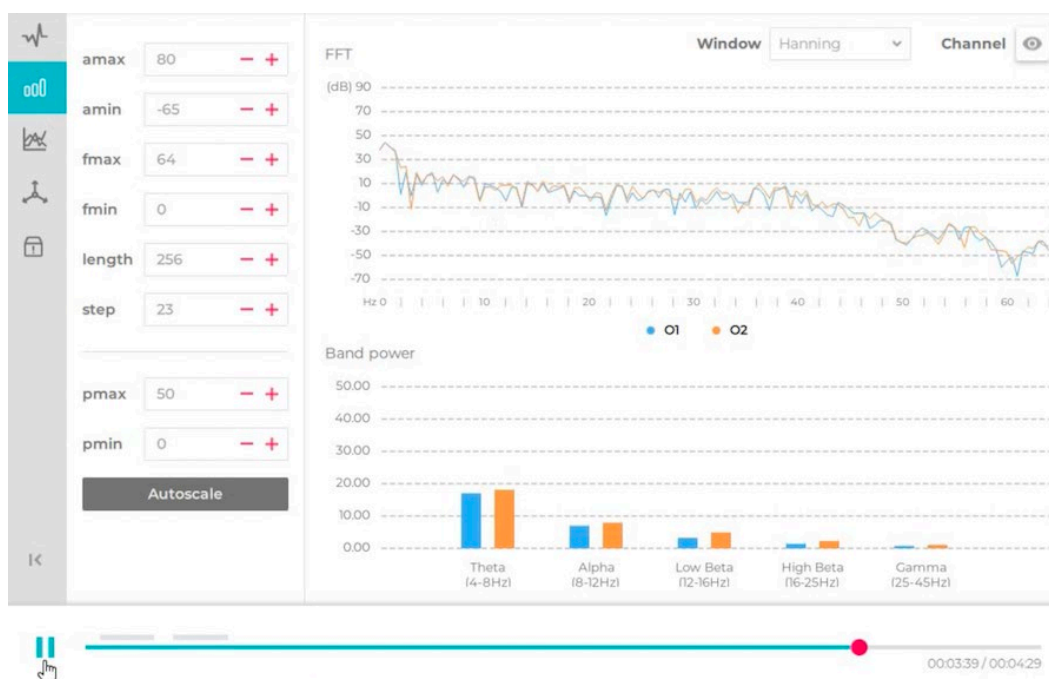 amax 80 − +
amin -65 − +
fmax 64 − +
fmin 0 − +
length 256 − +
step 23 − +
pmax 50 − +
pmin 0 − +
Autoscale
FFT Window Hanning Channel
(dB) 90
70
50
30
10
-10
-30
-50
-70
Hz 0 10 20 30 40 50 60
O1 O2
Band power
50.00
40.00
30.00
20.00
10.00
0.00
Theta Alpha Low Beta High Beta Gamma
(4-8Hz) (8-12Hz) (12-16Hz) (16-25Hz) (25-45Hz)
00:03:39 / 00:04:29